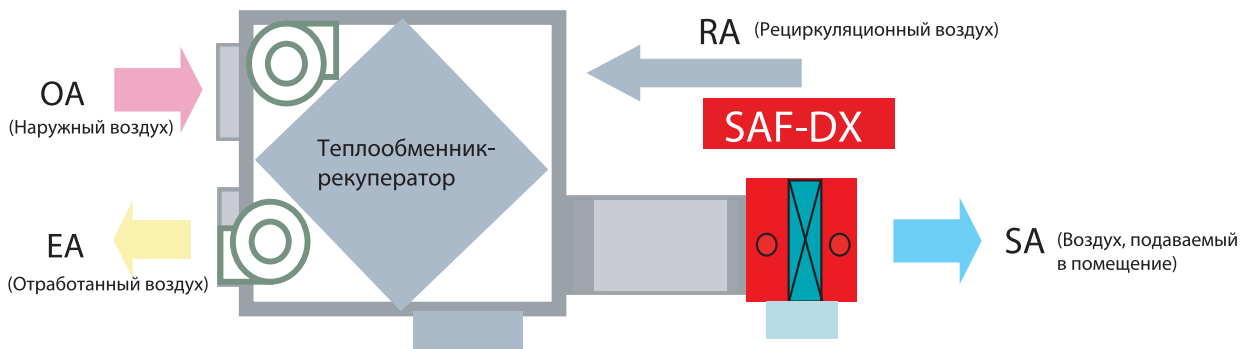 RA (Рециркуляционный воздух)
OA
(Наружный воздух)
SAF-DX
Теплообменник-
рекуператор
EA
(Отработанный воздух)
SA (Воздух, подаваемый
в помещение)